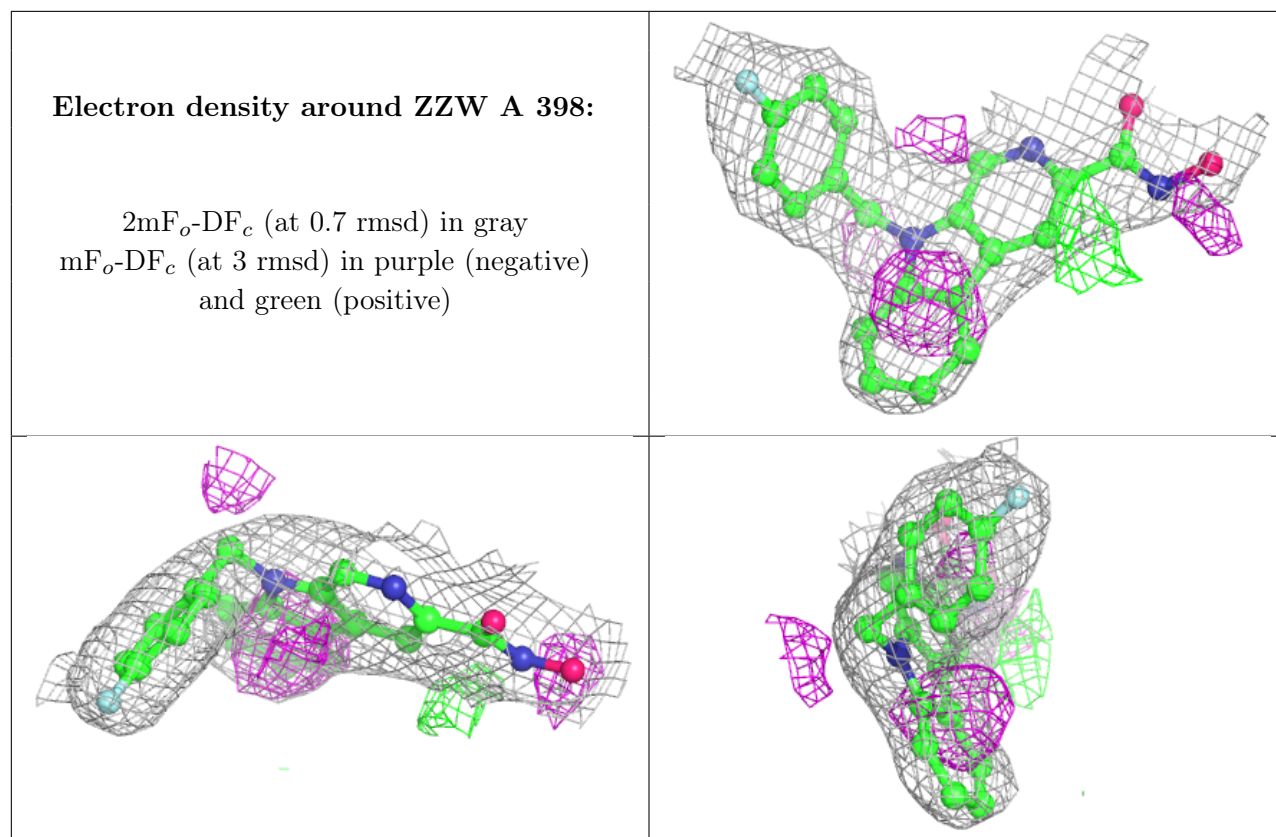 Electron density around ZZW A 398:
2mFₒ-DF𝒸 (at 0.7 rmsd) in gray
mFₒ-DF𝒸 (at 3 rmsd) in purple (negative)
and green (positive)